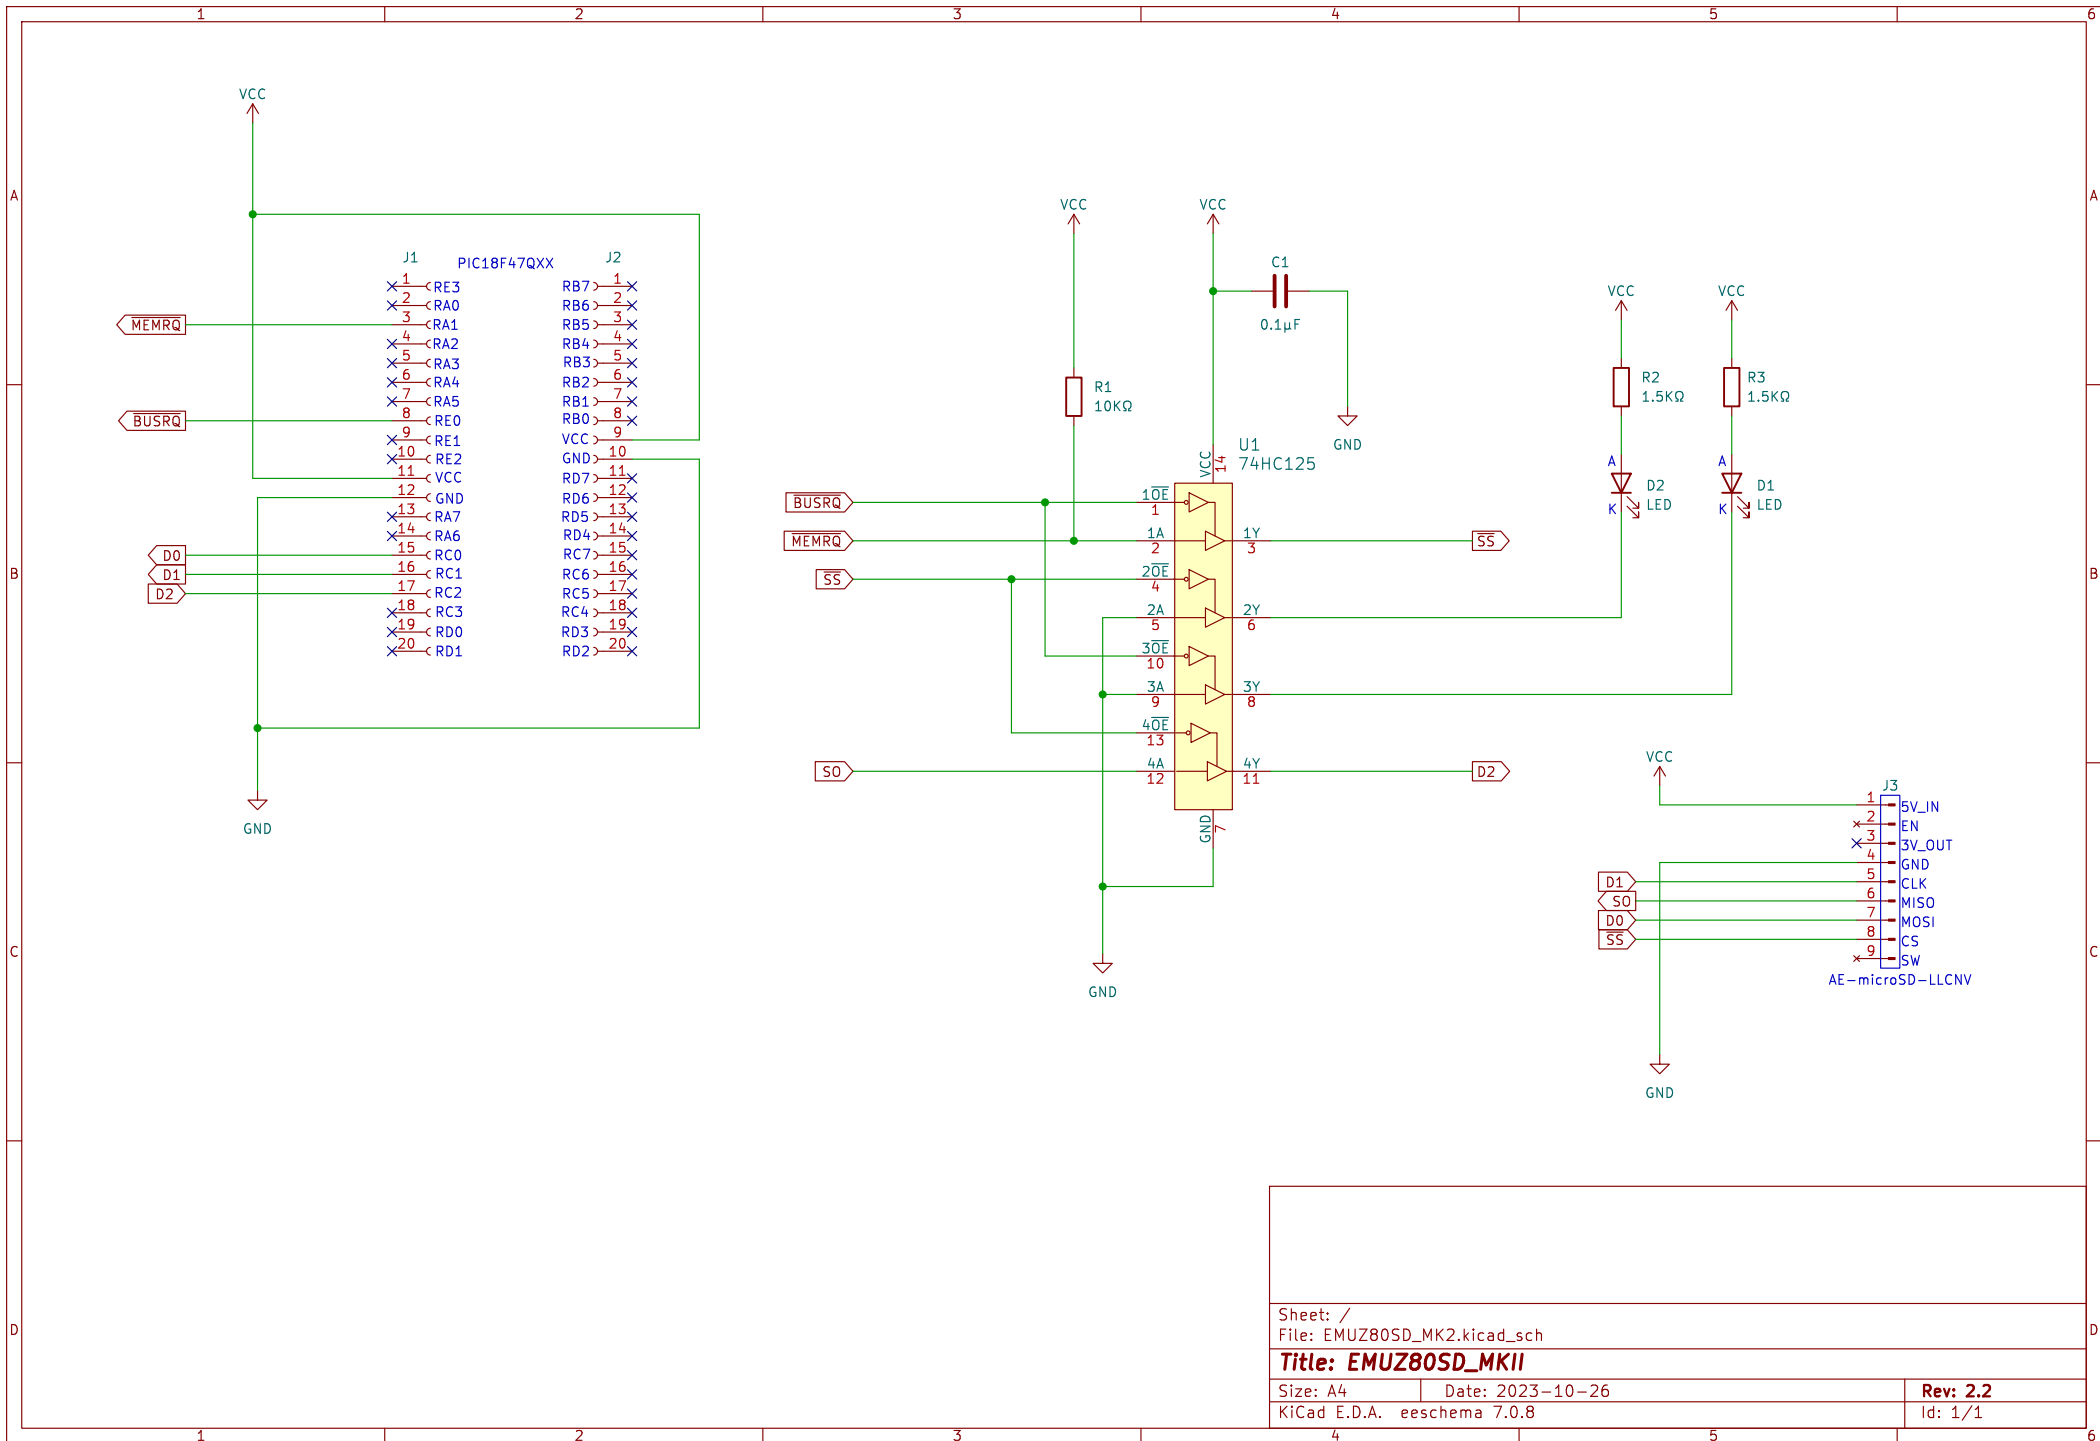 1 2 3 4 5 6
A A
B B
C C
D D
1 2 3 4 5 6
VCC
J1 PIC18F47QXX J2
1 RE3 RB7 1
2 RA0 RB6 2
MEMRQ 3 RA1 RB5 3
4 RA2 RB4 4
5 RA3 RB3 5
6 RA4 RB2 6
7 RA5 RB1 7
BUSRQ 8 RE0 RB0 8
9 RE1 VCC 9
10 RE2 GND 10
11 VCC RD7 11
12 GND RD6 12
13 RA7 RD5 13
14 RA6 RD4 14
D0 15 RC0 RC7 15
D1 16 RC1 RC6 16
D2 17 RC2 RC5 17
18 RC3 RC4 18
19 RD0 RD3 19
20 RD1 RD2 20
GND
VCC VCC
C1
0.1µF
GND
R1
10KΩ
U1
74HC125
VCC 14
BUSRQ 1OE 1
MEMRQ 1A 2 1Y 3 SS
SS 2OE 4
2A 5 2Y 6
3OE 10
3A 9 3Y 8
4OE 13
SO 4A 12 4Y 11 D2
GND 7
GND
VCC VCC
R2
1.5KΩ
R3
1.5KΩ
A A
D2
LED
D1
LED
K K
VCC
J3
1 5V_IN
2 EN
3 3V_OUT
4 GND
D1 5 CLK
SO 6 MISO
D0 7 MOSI
SS 8 CS
9 SW
AE-microSD-LLCNV
GND
Sheet: /
File: EMUZ80SD_MK2.kicad_sch
Title: EMUZ80SD_MKII
Size: A4 Date: 2023-10-26 Rev: 2.2
KiCad E.D.A. eeschema 7.0.8 Id: 1/1